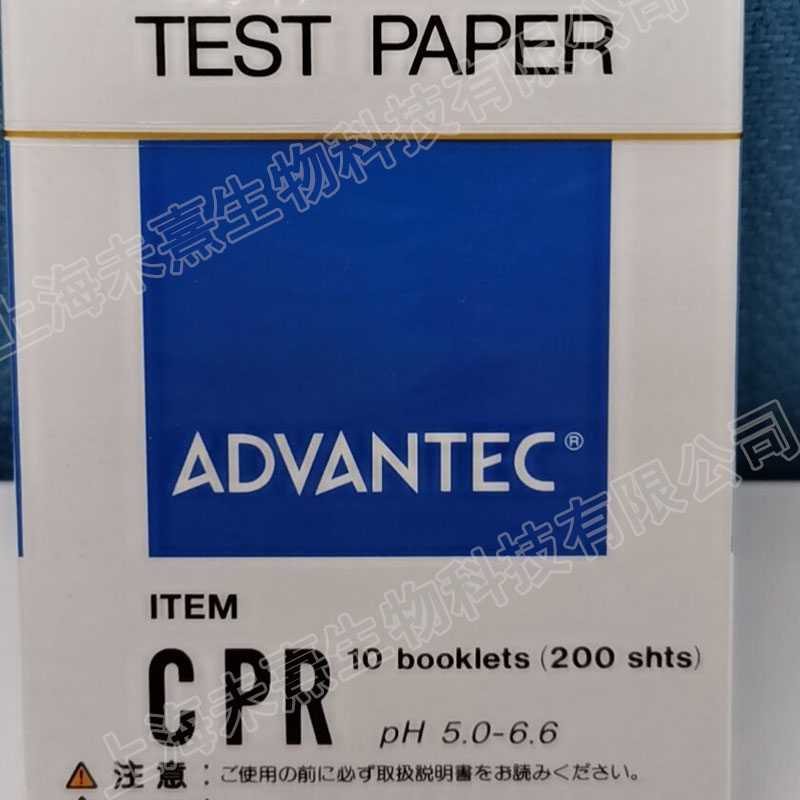 TEST PAPER
上海未熹生物科技有限公司
ADVANTEC®
ITEM
CPR 10 booklets (200 shts)
pH 5.0-6.6
上海未熹生物科技有限公司
⚠ 注意：ご使用の前に必ず取扱説明書をお読みください。